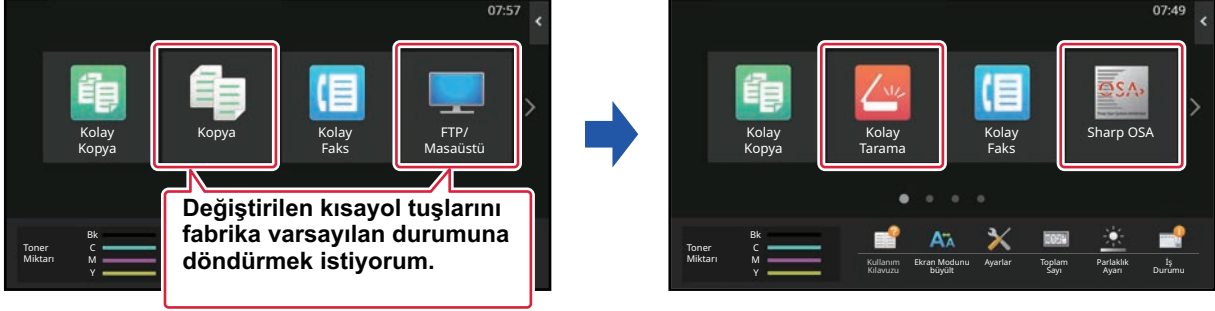 07:57
Kolay
Kopya
Kopya
Kolay
Faks
FTP/
Masaüstü
Değiştirilen kısayol tuşlarını
fabrika varsayılan durumuna
döndürmek istiyorum.
Toner
Miktarı
Bk
C
M
Y
07:49
Kolay
Kopya
Kolay
Tarama
Kolay
Faks
OSA
Sharp OSA
Toner
Miktarı
Bk
C
M
Y
Kullanım
Kılavuzu
Ekran Modunu
büyült
Ayarlar
Toplam
Sayı
Parlaklık
Ayarı
İş
Durumu